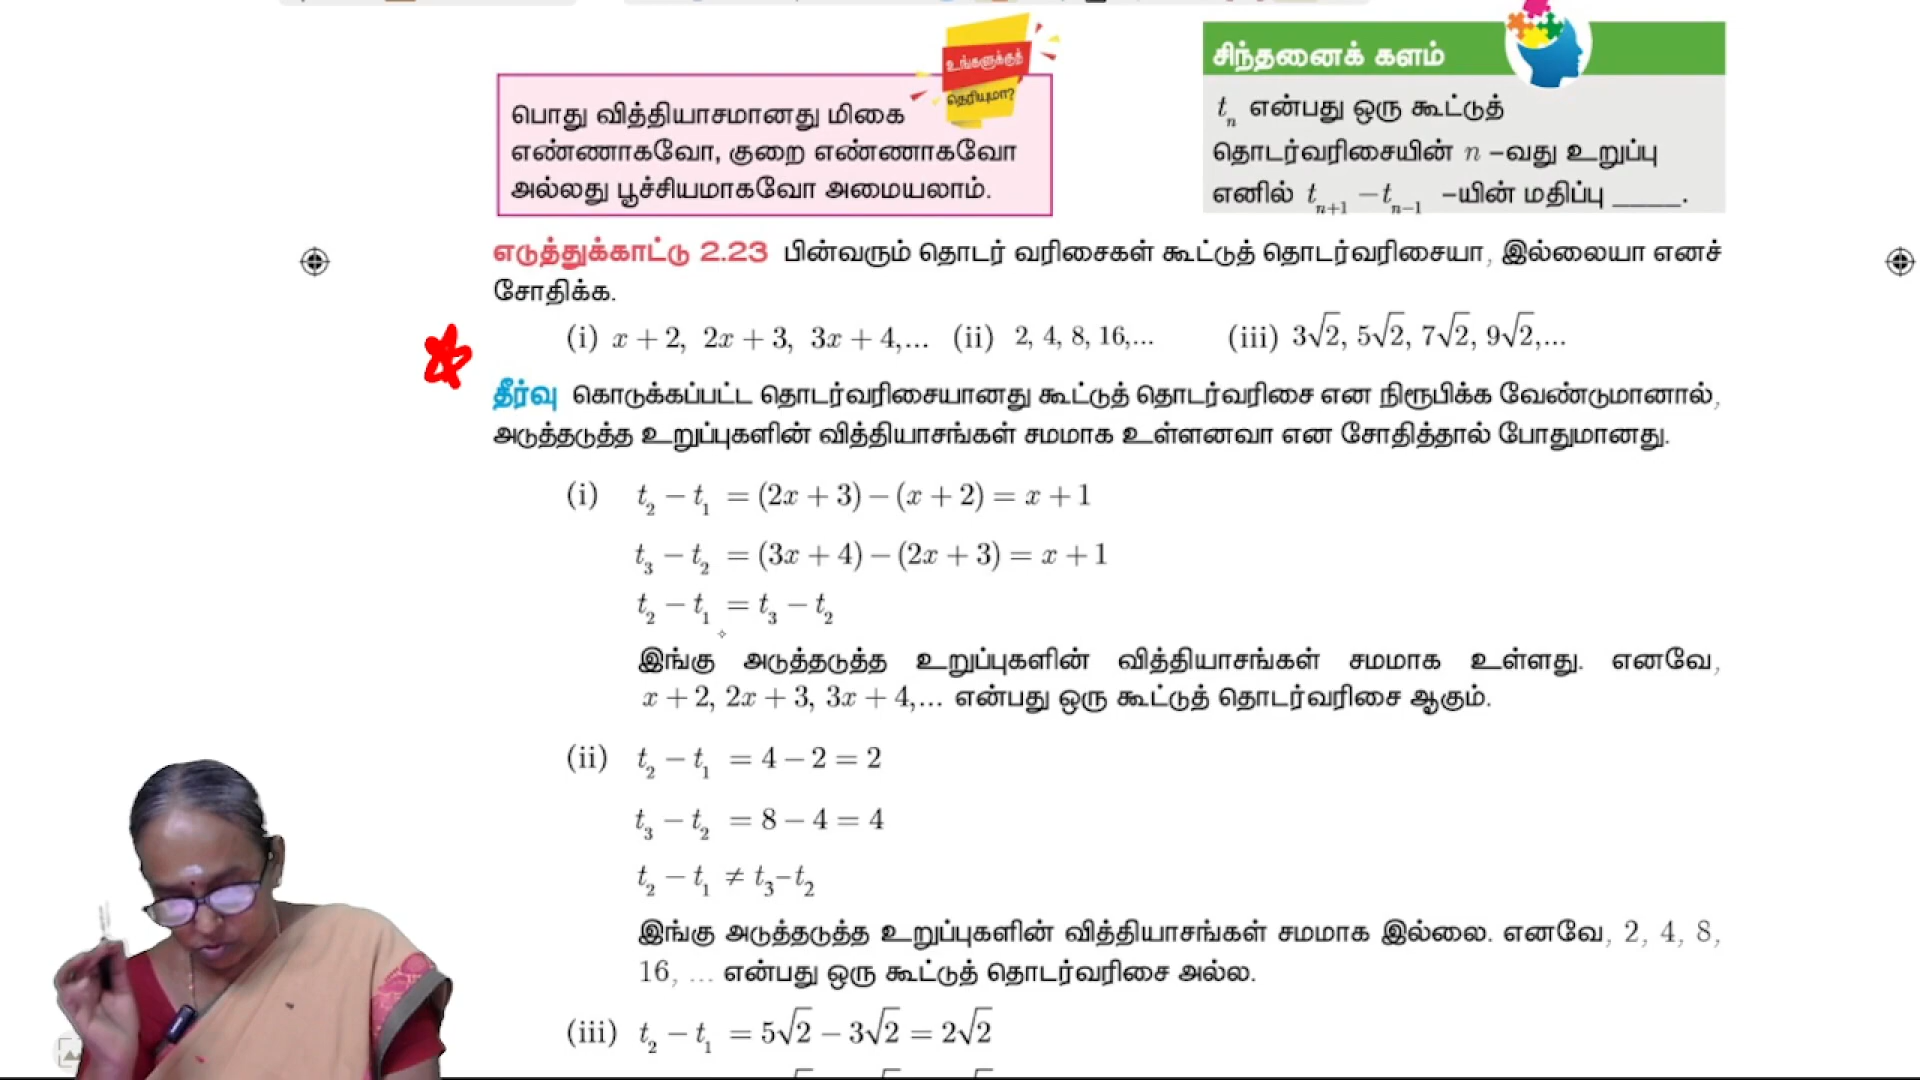 உங்களுக்குத்
தெரியுமா?
பொது வித்தியாசமானது மிகை
எண்ணாகவோ, குறை எண்ணாகவோ
அல்லது பூச்சியமாகவோ அமையலாம்.
சிந்தனைக் களம்
tₙ என்பது ஒரு கூட்டுத்
தொடர்வரிசையின் n –வது உறுப்பு
எனில் tₙ₊₁ − tₙ₋₁ –யின் மதிப்பு ____.
எடுத்துக்காட்டு 2.23 பின்வரும் தொடர் வரிசைகள் கூட்டுத் தொடர்வரிசையா, இல்லையா எனச்
சோதிக்க.
(i) x + 2, 2x + 3, 3x + 4,... (ii) 2, 4, 8, 16,... (iii) 3√2, 5√2, 7√2, 9√2,...
தீர்வு கொடுக்கப்பட்ட தொடர்வரிசையானது கூட்டுத் தொடர்வரிசை என நிரூபிக்க வேண்டுமானால்,
அடுத்தடுத்த உறுப்புகளின் வித்தியாசங்கள் சமமாக உள்ளனவா என சோதித்தால் போதுமானது.
(i) t₂ − t₁ = (2x + 3) − (x + 2) = x + 1
t₃ − t₂ = (3x + 4) − (2x + 3) = x + 1
t₂ − t₁ = t₃ − t₂
இங்கு அடுத்தடுத்த உறுப்புகளின் வித்தியாசங்கள் சமமாக உள்ளது. எனவே,
x + 2, 2x + 3, 3x + 4,... என்பது ஒரு கூட்டுத் தொடர்வரிசை ஆகும்.
(ii) t₂ − t₁ = 4 − 2 = 2
t₃ − t₂ = 8 − 4 = 4
t₂ − t₁ ≠ t₃ – t₂
இங்கு அடுத்தடுத்த உறுப்புகளின் வித்தியாசங்கள் சமமாக இல்லை. எனவே, 2, 4, 8,
16, ... என்பது ஒரு கூட்டுத் தொடர்வரிசை அல்ல.
(iii) t₂ − t₁ = 5√2 − 3√2 = 2√2